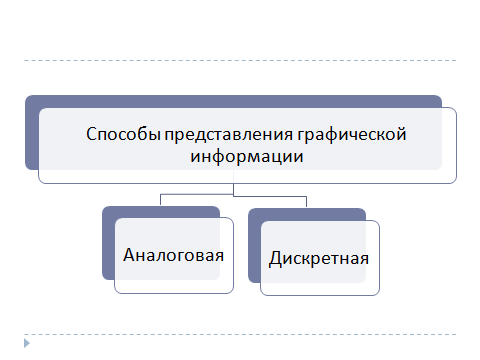 Способы представления графической
информации
Аналоговая
Дискретная